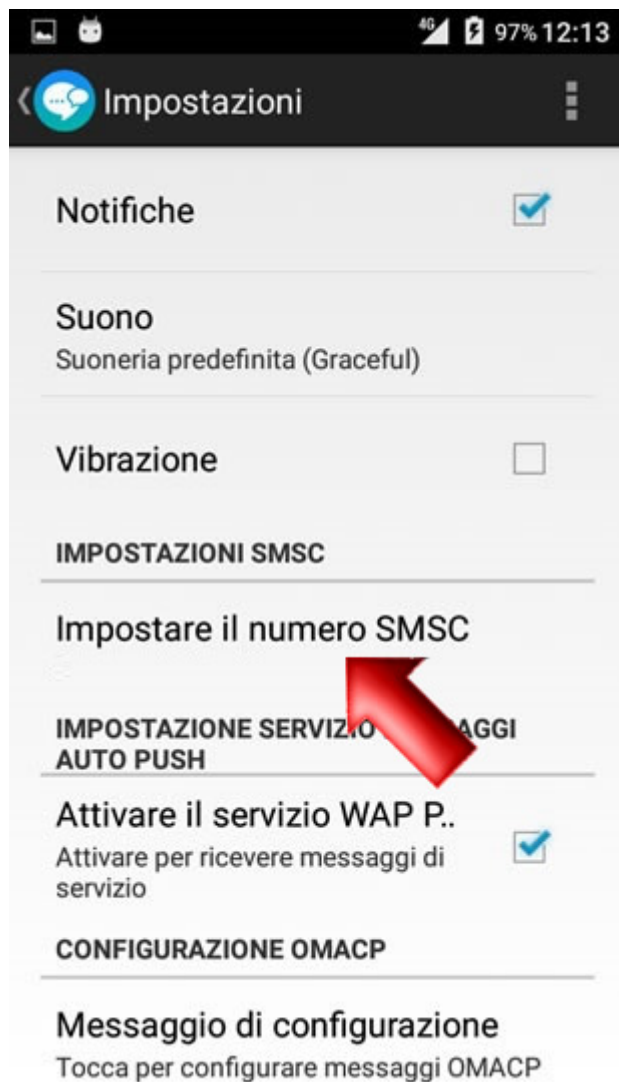 4G 97% 12:13
Impostazioni
Notifiche
Suono
Suoneria predefinita (Graceful)
Vibrazione
IMPOSTAZIONI SMSC
Impostare il numero SMSC
IMPOSTAZIONE SERVIZIO AGGI
AUTO PUSH
Attivare il servizio WAP P..
Attivare per ricevere messaggi di
servizio
CONFIGURAZIONE OMACP
Messaggio di configurazione
Tocca per configurare messaggi OMACP